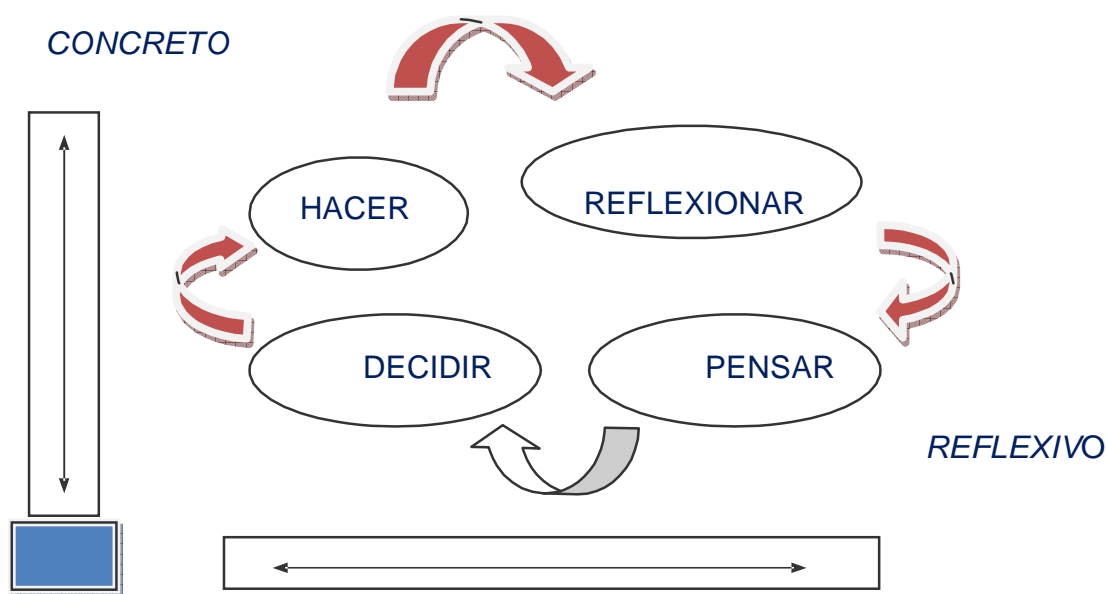 CONCRETO
HACER
REFLEXIONAR
DECIDIR
PENSAR
REFLEXIVO